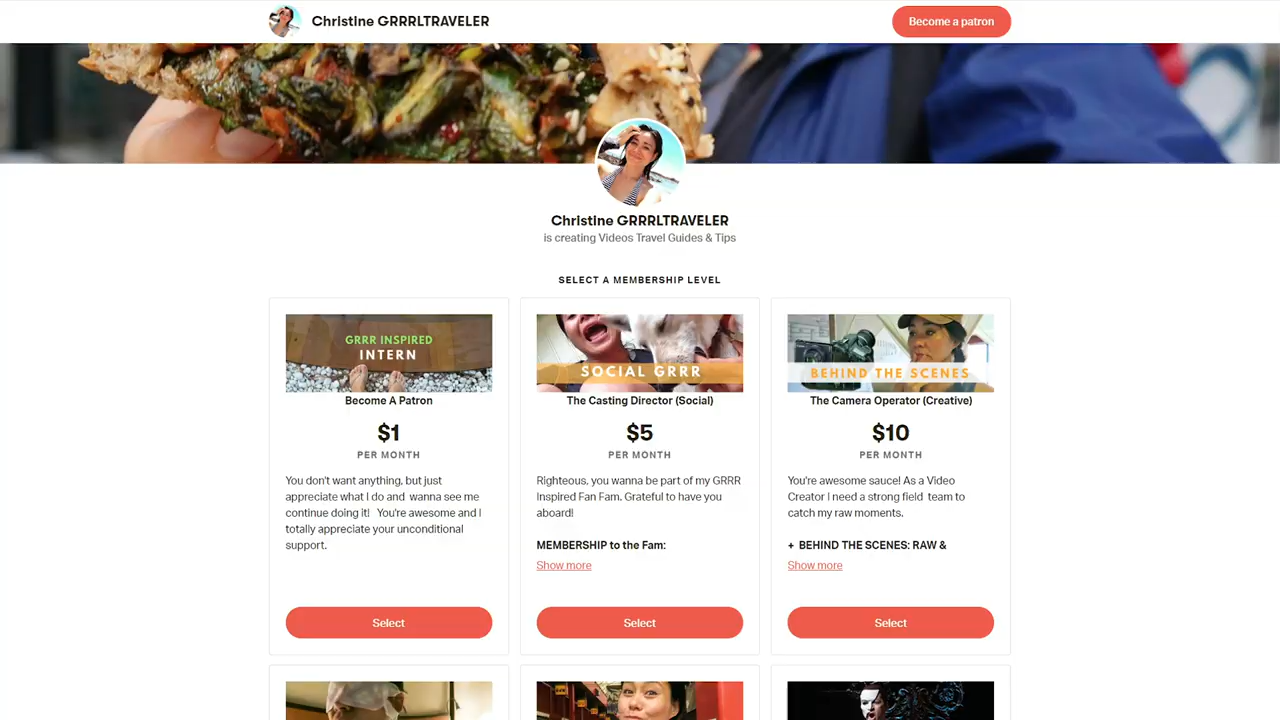 Christine GRRRLTRAVELER
Become a patron
Christine GRRRLTRAVELER
is creating Videos Travel Guides & Tips
SELECT A MEMBERSHIP LEVEL
GRRR INSPIRED
INTERN
Become A Patron
$1
PER MONTH
You don't want anything, but just
appreciate what I do and wanna see me
continue doing it! You're awesome and I
totally appreciate your unconditional
support.
Select
SOCIAL GRRR
The Casting Director (Social)
$5
PER MONTH
Righteous, you wanna be part of my GRRR
Inspired Fan Fam. Grateful to have you
aboard!
MEMBERSHIP to the Fam:
Show more
Select
BEHIND THE SCENES
The Camera Operator (Creative)
$10
PER MONTH
You're awesome sauce! As a Video
Creator I need a strong field team to
catch my raw moments.
+ BEHIND THE SCENES: RAW &
Show more
Select